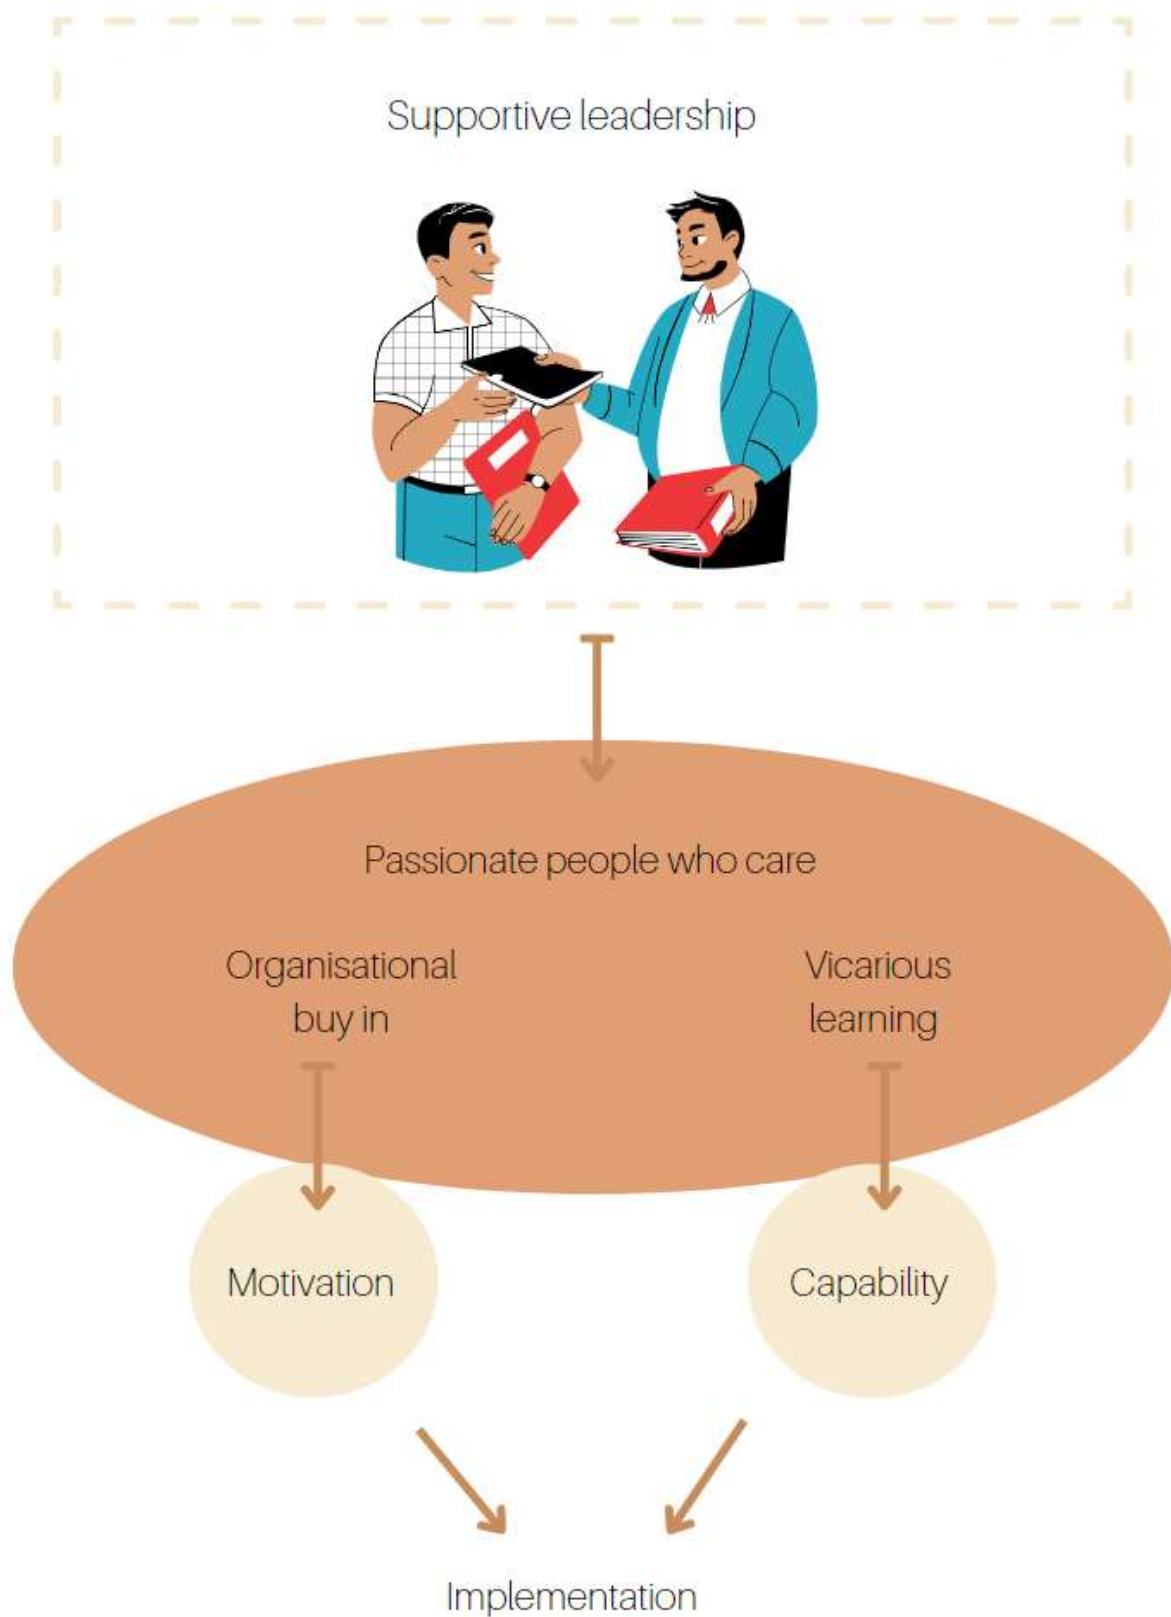 Supportive leadership
Passionate people who care
Organisational
buy in
Vicarious
learning
Motivation
Capability
Implementation